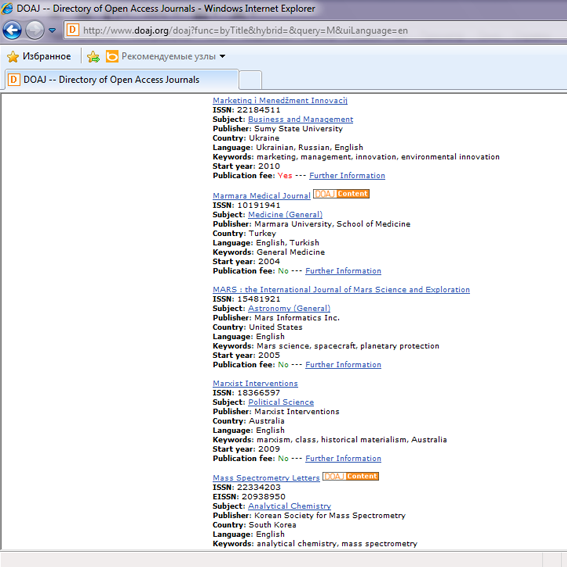 DOAJ -- Directory of Open Access Journals - Windows Internet Explorer
http://www.doaj.org/doaj?func=byTitle&hybrid=&query=M&uiLanguage=en
Избранное Рекомендуемые узлы
DOAJ -- Directory of Open Access Journals
Marketing i Menedžment Innovacij
ISSN: 22184511
Subject: Business and Management
Publisher: Sumy State University
Country: Ukraine
Language: Ukrainian, Russian, English
Keywords: marketing, management, innovation, environmental innovation
Start year: 2010
Publication fee: Yes --- Further Information
Marmara Medical Journal DOAJ Content
ISSN: 10191941
Subject: Medicine (General)
Publisher: Marmara University, School of Medicine
Country: Turkey
Language: English, Turkish
Keywords: General Medicine
Start year: 2004
Publication fee: No --- Further Information
MARS : the International Journal of Mars Science and Exploration
ISSN: 15481921
Subject: Astronomy (General)
Publisher: Mars Informatics Inc.
Country: United States
Language: English
Keywords: Mars science, spacecraft, planetary protection
Start year: 2005
Publication fee: No --- Further Information
Marxist Interventions
ISSN: 18366597
Subject: Political Science
Publisher: Marxist Interventions
Country: Australia
Language: English
Keywords: marxism, class, historical materialism, Australia
Start year: 2009
Publication fee: No --- Further Information
Mass Spectrometry Letters DOAJ Content
ISSN: 22334203
EISSN: 20938950
Subject: Analytical Chemistry
Publisher: Korean Society for Mass Spectrometry
Country: South Korea
Language: English
Keywords: analytical chemistry, mass spectrometry